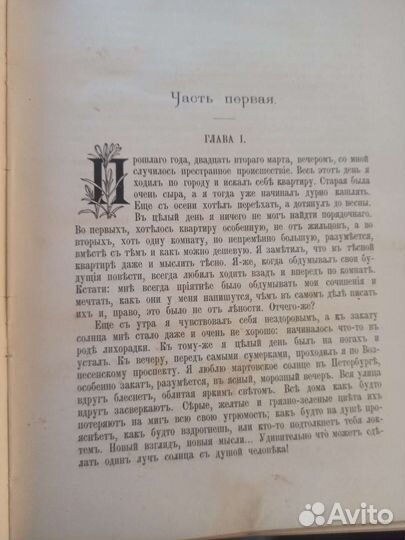 Часть первая.
ГЛАВА I.
Прошлаго года, двадцать втораго марта, вечеромъ, со мной
случилось престранное происшествіе. Весь этотъ день я
ходилъ по городу и искалъ себѣ квартиру. Старая была
очень сыра, а я тогда уже начиналъ дурно кашлять.
Еще съ осени хотѣлъ переѣхать, а дотянулъ до весны.
Въ цѣлый день я ничего не могъ найти порядочнаго.
Во первыхъ, хотѣлось квартиру особенную, не отъ жильцовъ, а во
вторыхъ, хоть одну комнату, но непремѣнно большую, разумѣется,
вмѣстѣ съ тѣмъ и какъ можно дешевую. Я замѣтилъ, что въ тѣсной
квартирѣ даже и мыслямъ тѣсно. Я-же, когда обдумывалъ свои бу-
дущія повѣсти, всегда любилъ ходить взадъ и впередъ по комнатѣ.
Кстати: мнѣ всегда пріятнѣе было обдумывать мои сочиненія и
мечтать, какъ они у меня напишутся, чѣмъ въ самомъ дѣлѣ писать
ихъ и, право, это было не отъ лѣности. Отчего-же?
Еще съ утра я чувствовалъ себя нездоровымъ, а къ закату
солнца мнѣ стало даже и очень не хорошо: начиналось что-то въ
родѣ лихорадки. Къ тому-же я цѣлый день былъ на ногахъ и
усталъ. Къ вечеру, передъ самыми сумерками, проходилъ я по Воз-
несенскому проспекту. Я люблю мартовское солнце въ Петербургѣ,
особенно закатъ, разумѣется, въ ясный, морозный вечеръ. Вся улица
вдругъ блеснетъ, облитая яркимъ свѣтомъ. Всѣ дома какъ будто
вдругъ засверкаютъ. Сѣрые, желтые и грязно-зеленые цвѣта ихъ
потеряютъ на мигъ всю свою угрюмость; какъ будто на душѣ про-
яснѣетъ, какъ будто вздрогнешь, или кто-то подтолкнетъ тебя лок-
темъ. Новый взглядъ, новыя мысли... Удивительно что̀ можетъ сдѣ-
лать одинъ лучъ солнца съ душой человѣка!
Avito